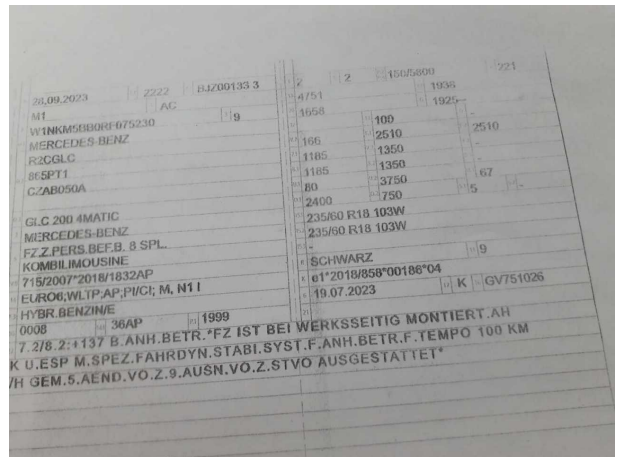 28.09.2023 2222 BJZ00133 3
M1 AC
W1NKM5BB0RF075230 9
MERCEDES-BENZ
R2CGLC
865PT1
CZAB050A
GLC 200 4MATIC
MERCEDES-BENZ
FZ.Z.PERS.BEF.B. 8 SPL.
KOMBILIMOUSINE
715/2007*2018/1832AP
EURO6;WLTP;AP;PI/CI; M, N1 I
HYBR.BENZIN/E
0008 36AP 1999
2 2 150/5800 221
4751 1936
1658 1925-
100 -
166 2510 2510
1185 1350 -
1185 1350 -
80 3750 67
2400 750 5 -
235/60 R18 103W
235/60 R18 103W
-
SCHWARZ 9
e1*2018/858*00186*04
19.07.2023 K GV751026
7.2/8.2:+137 B.ANH.BETR.*FZ IST BEI WERKSSEITIG MONTIERT.AH
K U.ESP M.SPEZ.FAHRDYN.STABI.SYST.F.ANH.BETR.F.TEMPO 100 KM
/H GEM.5.AEND.VO.Z.9.AUSN.VO.Z.STVO AUSGESTATTET*